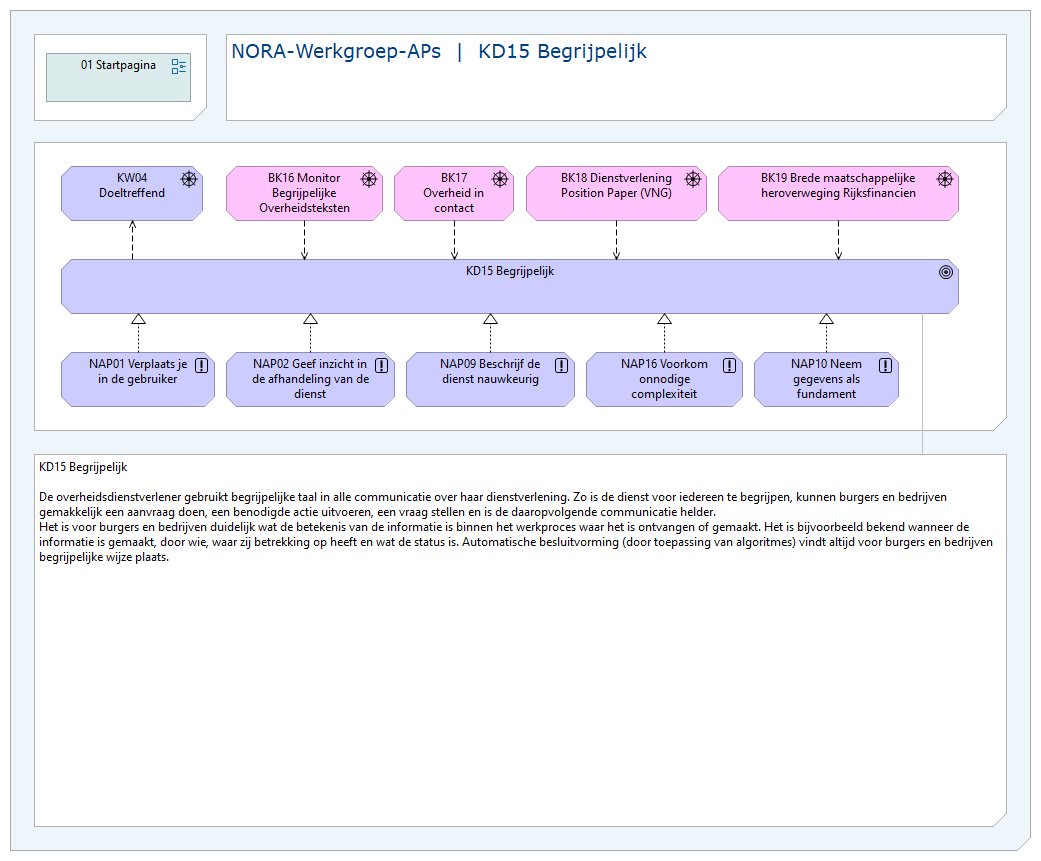 01 Startpagina
NORA-Werkgroep-APs | KD15 Begrijpelijk
KW04
Doeltreffend
BK16 Monitor
Begrijpelijke
Overheidsteksten
BK17
Overheid in
contact
BK18 Dienstverlening
Position Paper (VNG)
BK19 Brede maatschappelijke
heroverweging Rijksfinancien
KD15 Begrijpelijk
NAP01 Verplaats je
in de gebruiker
NAP02 Geef inzicht in
de afhandeling van de
dienst
NAP09 Beschrijf de
dienst nauwkeurig
NAP16 Voorkom
onnodige
complexiteit
NAP10 Neem
gegevens als
fundament
KD15 Begrijpelijk
De overheidsdienstverlener gebruikt begrijpelijke taal in alle communicatie over haar dienstverlening. Zo is de dienst voor iedereen te begrijpen, kunnen burgers en bedrijven
gemakkelijk een aanvraag doen, een benodigde actie uitvoeren, een vraag stellen en is de daaropvolgende communicatie helder.
Het is voor burgers en bedrijven duidelijk wat de betekenis van de informatie is binnen het werkproces waar het is ontvangen of gemaakt. Het is bijvoorbeeld bekend wanneer de
informatie is gemaakt, door wie, waar zij betrekking op heeft en wat de status is. Automatische besluitvorming (door toepassing van algoritmes) vindt altijd voor burgers en bedrijven
begrijpelijke wijze plaats.